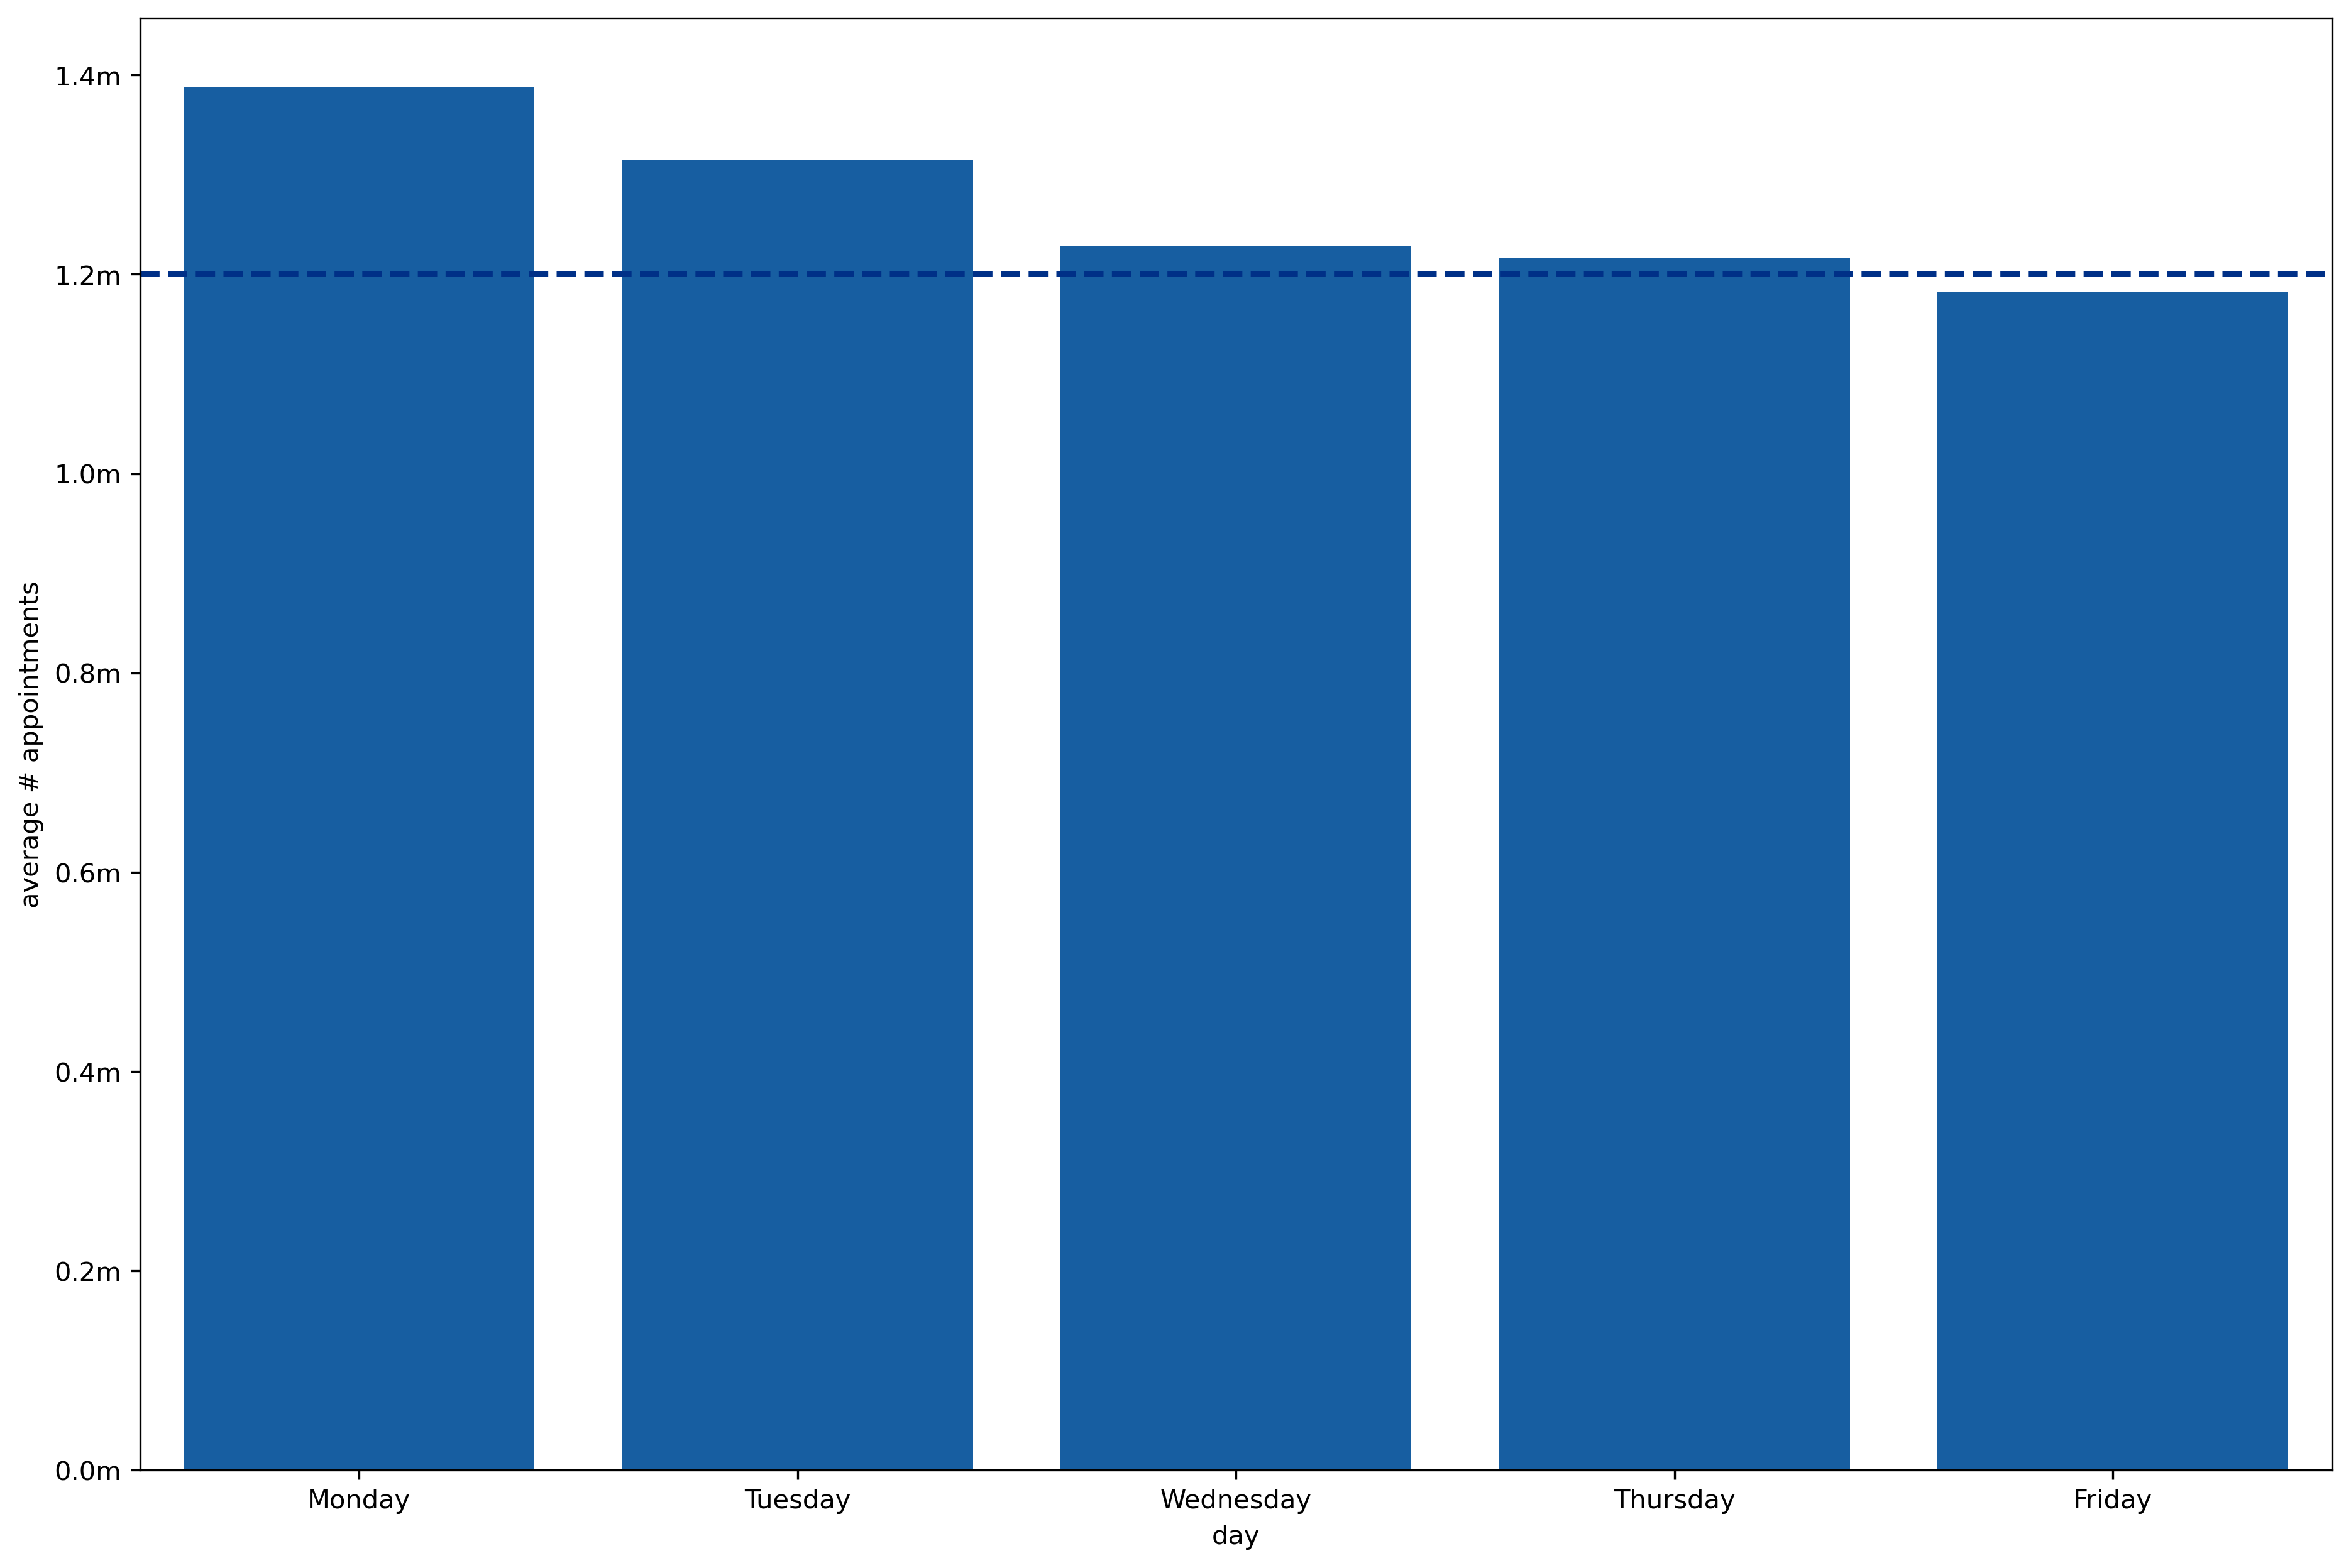 1.4m
1.2m
1.0m
0.8m
0.6m
0.4m
0.2m
0.0m
average # appointments
Monday Tuesday Wednesday Thursday Friday
day